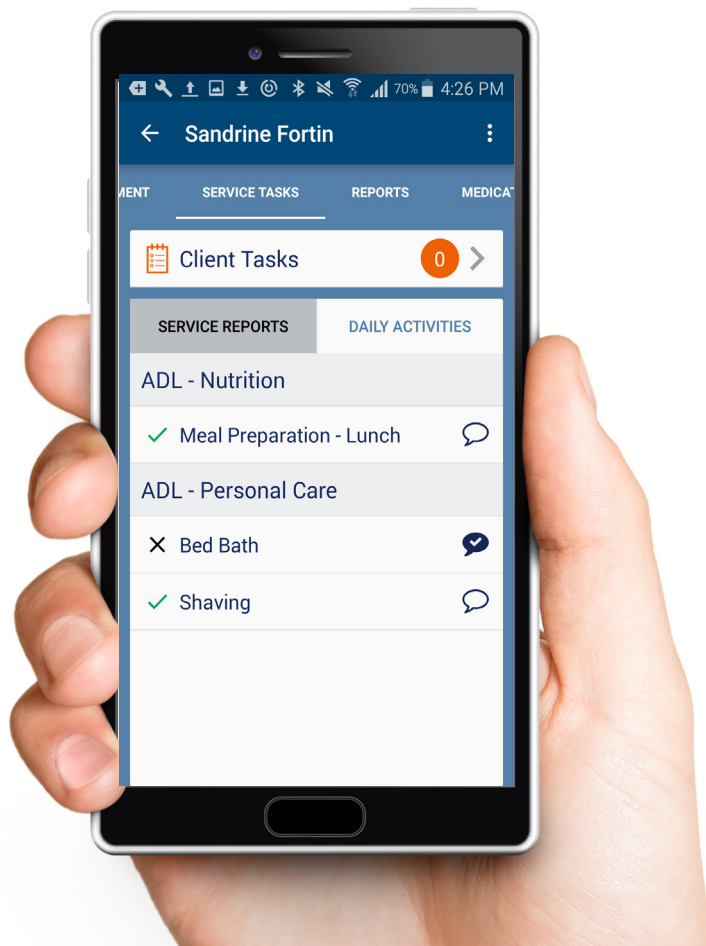 70% 4:26 PM
Sandrine Fortin
MENT SERVICE TASKS REPORTS MEDICAT
Client Tasks 0
SERVICE REPORTS DAILY ACTIVITIES
ADL - Nutrition
Meal Preparation - Lunch
ADL - Personal Care
Bed Bath
Shaving